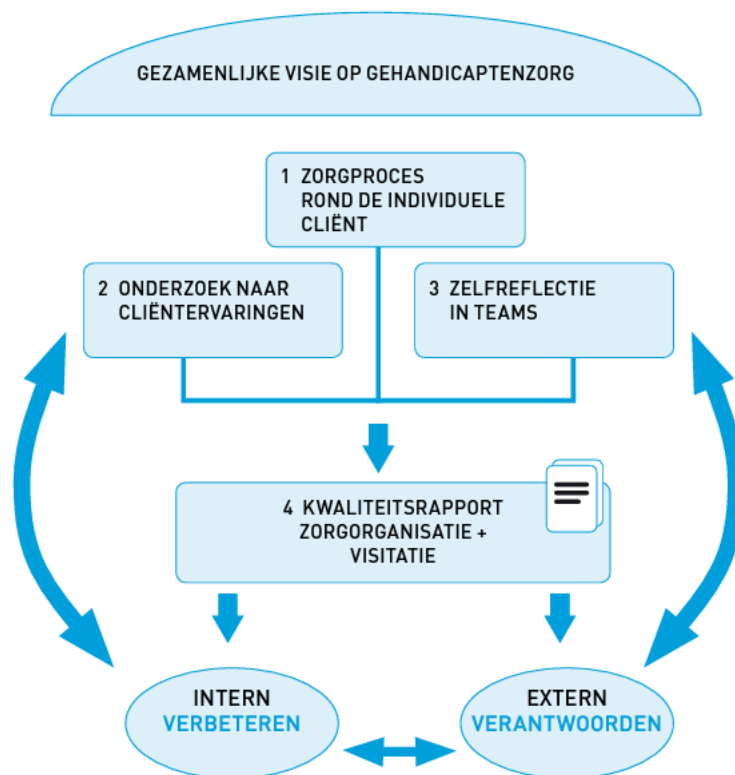 GEZAMENLIJKE VISIE OP GEHANDICAPTENZORG
1 ZORGPROCES
ROND DE INDIVIDUELE
CLIËNT
2 ONDERZOEK NAAR
CLIËNTERVARINGEN
3 ZELFREFLECTIE
IN TEAMS
4 KWALITEITSRAPPORT
ZORGORGANISATIE +
VISITATIE
INTERN
VERBETEREN
EXTERN
VERANTWOORDEN